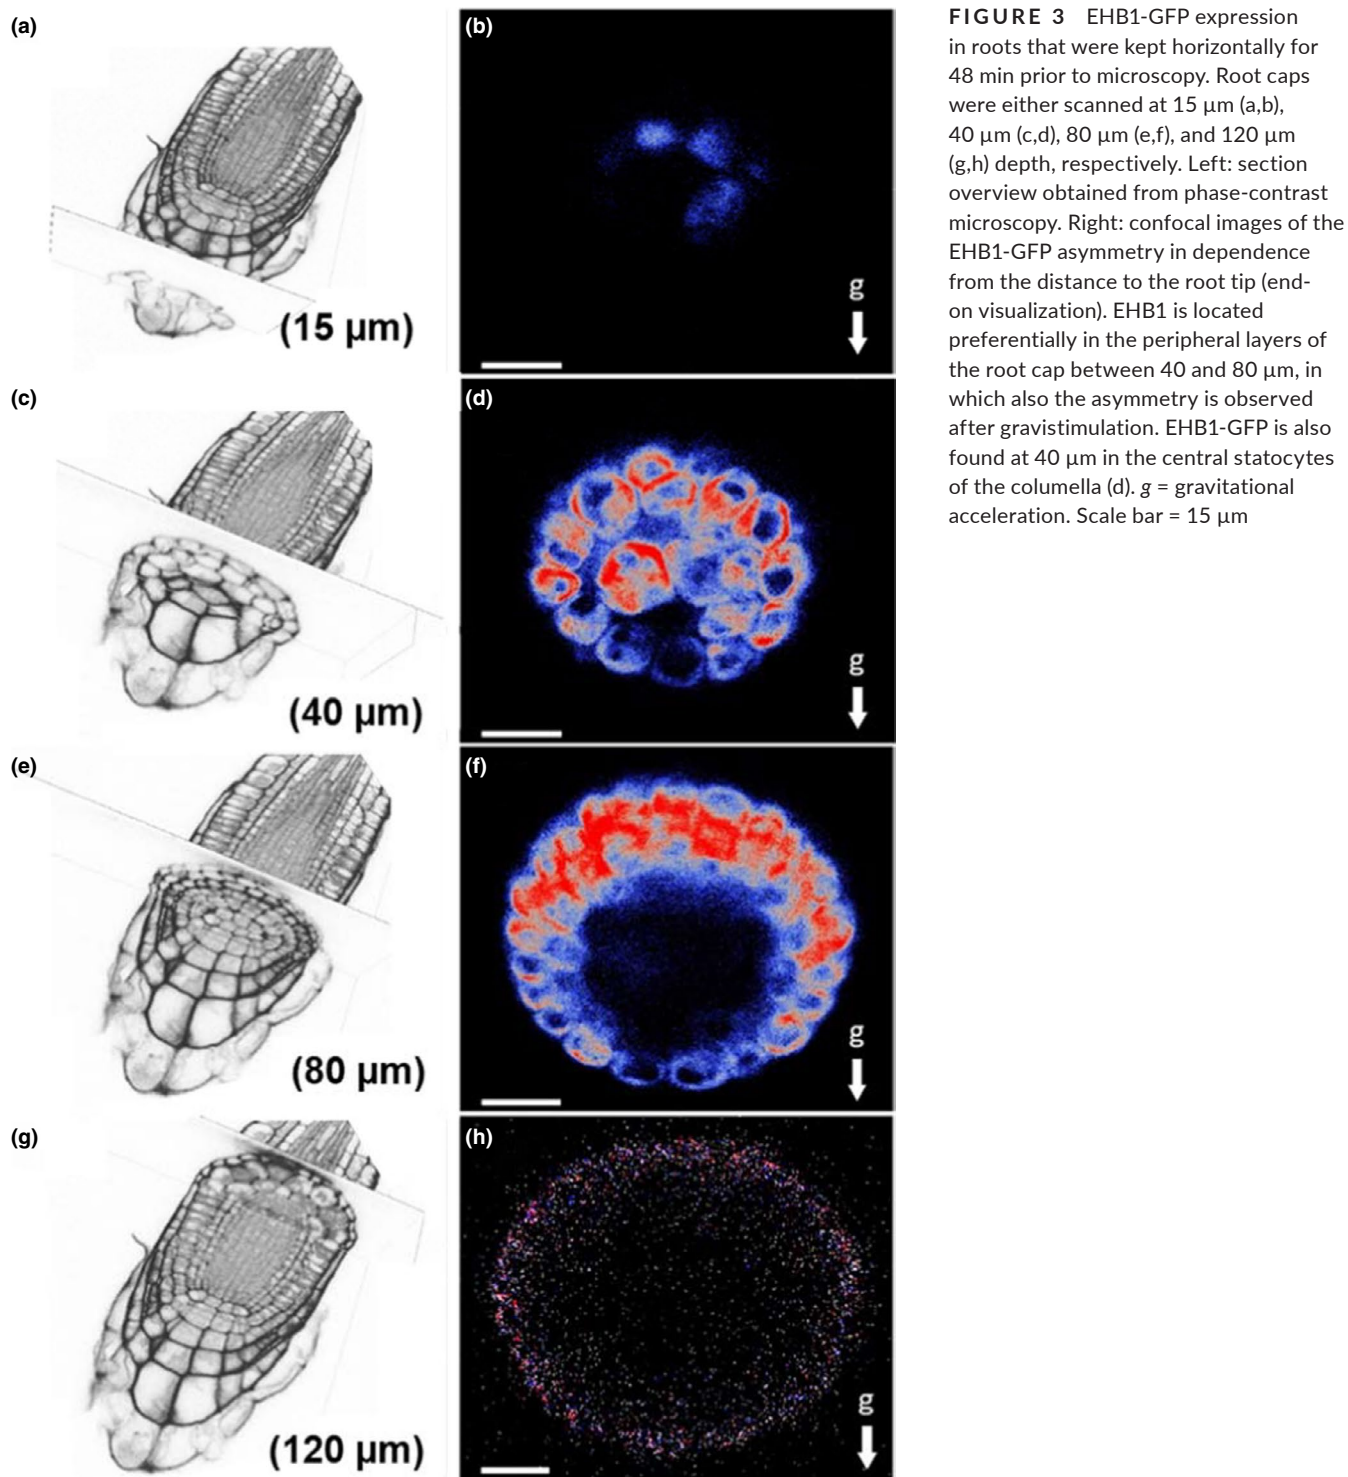 (a)
(b)
FIGURE 3 EHB1-GFP expression
in roots that were kept horizontally for
48 min prior to microscopy. Root caps
were either scanned at 15 µm (a,b),
40 µm (c,d), 80 µm (e,f), and 120 µm
(g,h) depth, respectively. Left: section
overview obtained from phase-contrast
microscopy. Right: confocal images of the
EHB1-GFP asymmetry in dependence
from the distance to the root tip (end-
on visualization). EHB1 is located
preferentially in the peripheral layers of
the root cap between 40 and 80 µm, in
which also the asymmetry is observed
after gravistimulation. EHB1-GFP is also
found at 40 µm in the central statocytes
of the columella (d). g = gravitational
acceleration. Scale bar = 15 µm
(15 µm)
g
(c)
(d)
(40 µm)
g
(e)
(f)
(80 µm)
g
(g)
(h)
(120 µm)
g